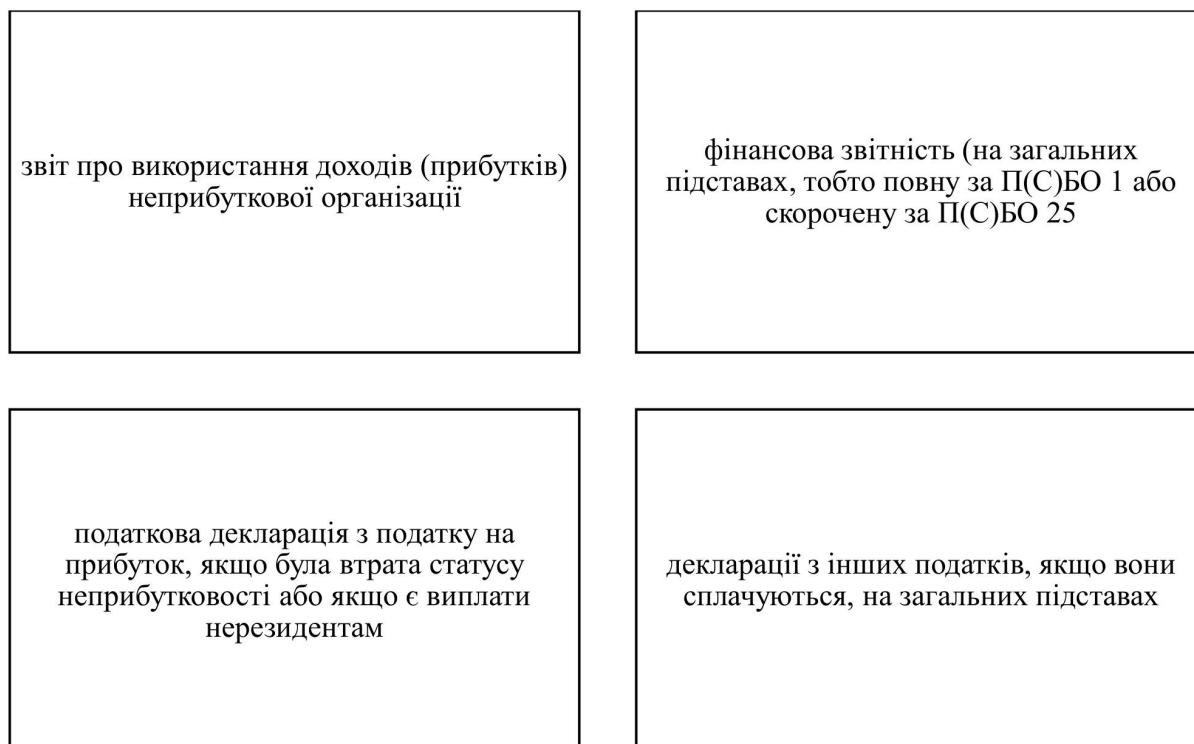 звіт про використання доходів (прибутків)
неприбуткової організації
фінансова звітність (на загальних
підставах, тобто повну за П(С)БО 1 або
скорочену за П(С)БО 25
податкова декларація з податку на
прибуток, якщо була втрата статусу
неприбутковості або якщо є виплати
нерезидентам
декларації з інших податків, якщо вони
сплачуються, на загальних підставах